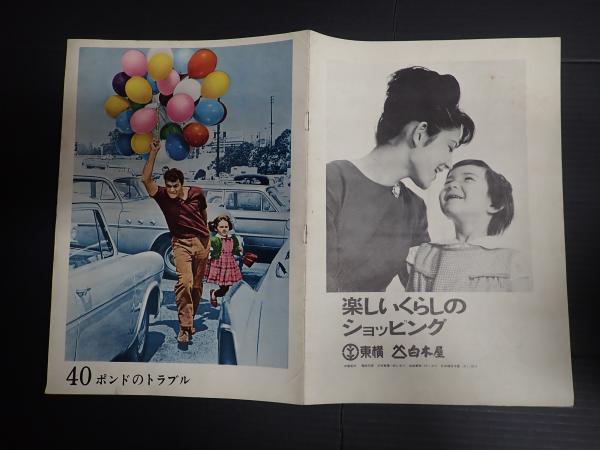 40 ポンドのトラブル
楽しいくらしの
ショッピング
東横 白木屋